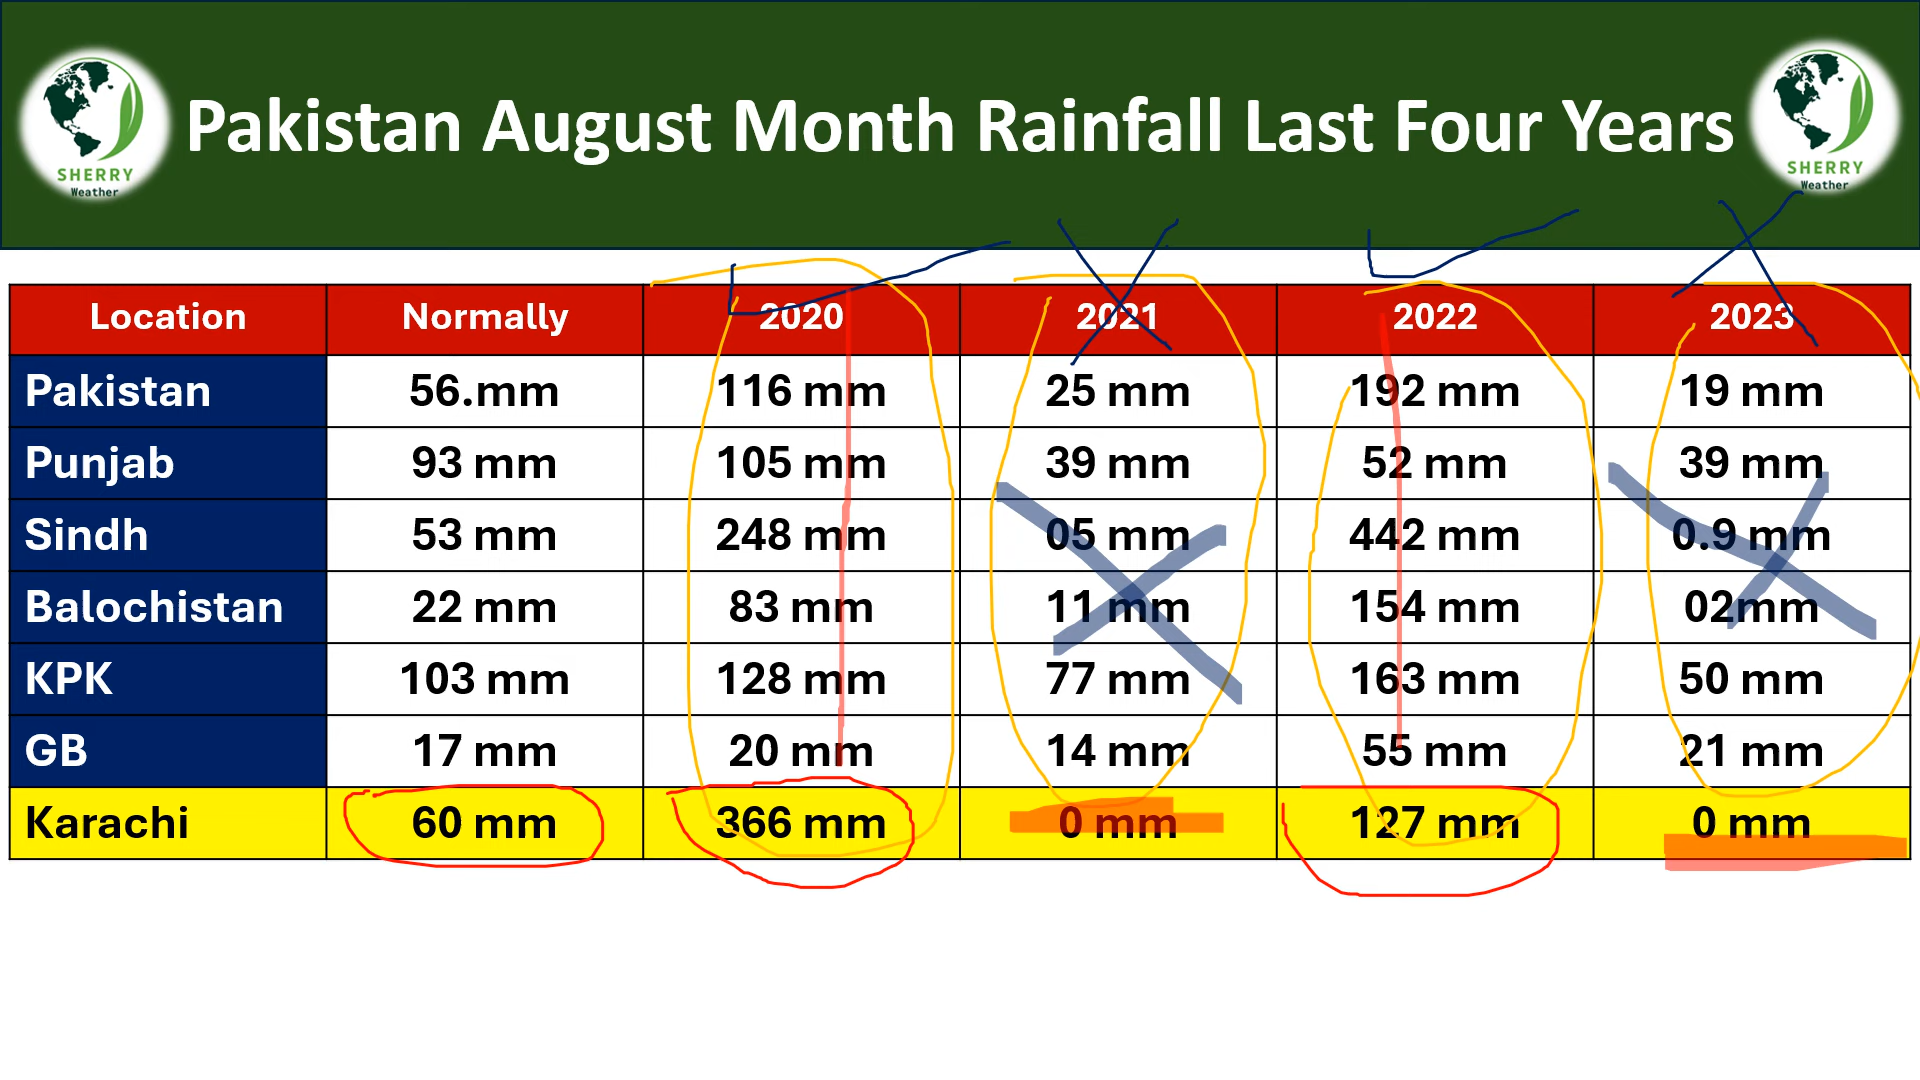 Pakistan August Month Rainfall Last Four Years
SHERRY
Weather
SHERRY
Weather
Location Normally 2020 2021 2022 2023
Pakistan 56.mm 116 mm 25 mm 192 mm 19 mm
Punjab 93 mm 105 mm 39 mm 52 mm 39 mm
Sindh 53 mm 248 mm 05 mm 442 mm 0.9 mm
Balochistan 22 mm 83 mm 11 mm 154 mm 02mm
KPK 103 mm 128 mm 77 mm 163 mm 50 mm
GB 17 mm 20 mm 14 mm 55 mm 21 mm
Karachi 60 mm 366 mm 0 mm 127 mm 0 mm